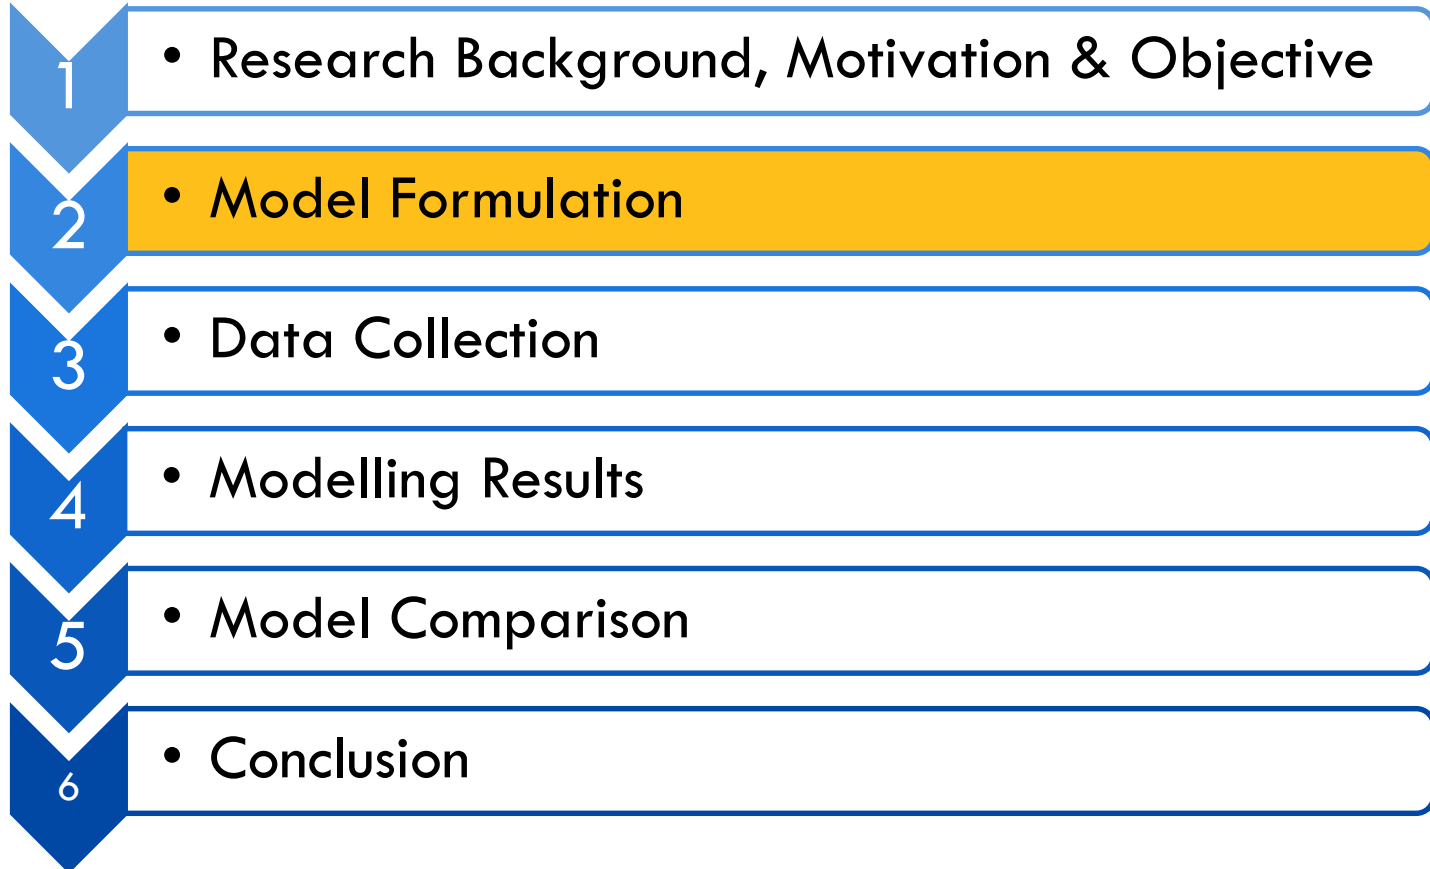 1
• Research Background, Motivation & Objective
2
• Model Formulation
3
• Data Collection
4
• Modelling Results
5
• Model Comparison
6
• Conclusion